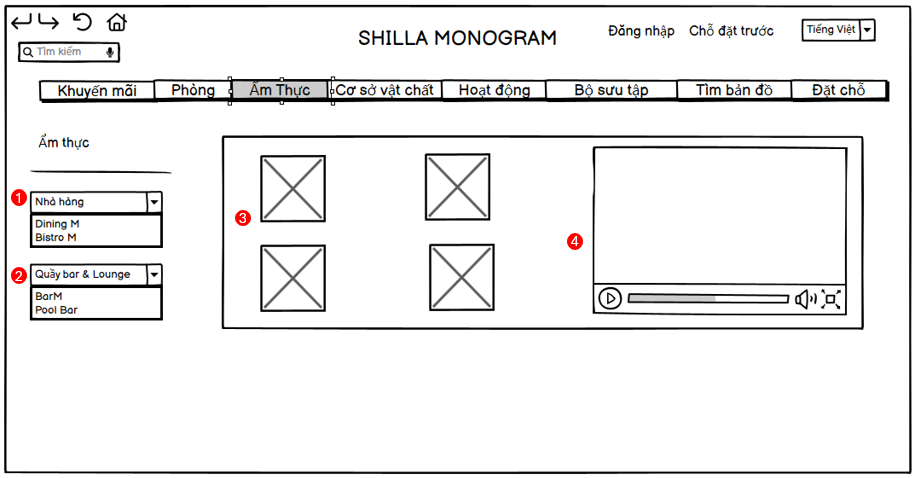 SHILLA MONOGRAM
Đăng nhập
Chỗ đặt trước
Tiếng Việt
Tìm kiếm
Khuyến mãi
Phòng
Ẩm Thực
Cơ sở vật chất
Hoạt động
Bộ sưu tập
Tìm bản đồ
Đặt chỗ
Ẩm thực
1
Nhà hàng
Dining M
Bistro M
2
Quầy bar & Lounge
BarM
Pool Bar
3
4